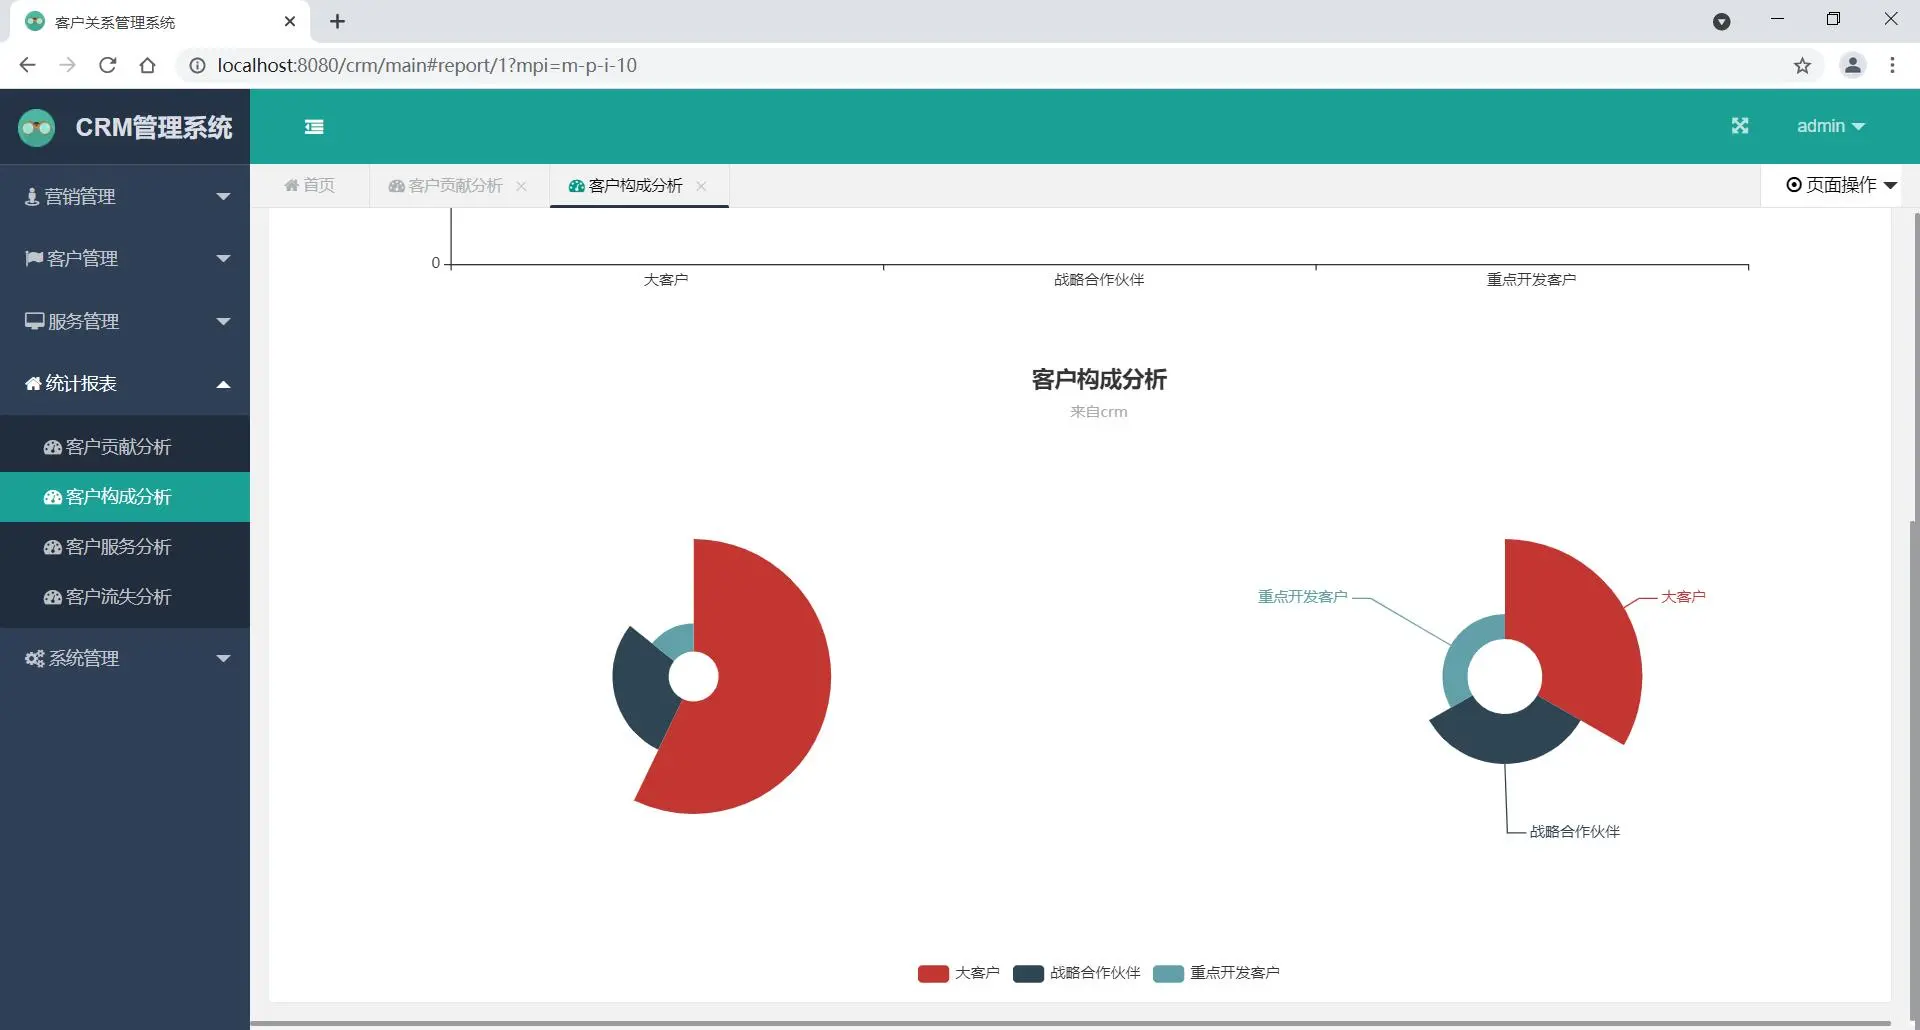 客户关系管理系统
localhost:8080/crm/main#report/1?mpi=m-p-i-10
CRM管理系统
admin
首页
客户贡献分析
客户构成分析
页面操作
营销管理
客户管理
服务管理
统计报表
客户贡献分析
客户构成分析
客户服务分析
客户流失分析
系统管理
0
大客户
战略合作伙伴
重点开发客户
客户构成分析
来自crm
重点开发客户
大客户
战略合作伙伴
大客户
战略合作伙伴
重点开发客户